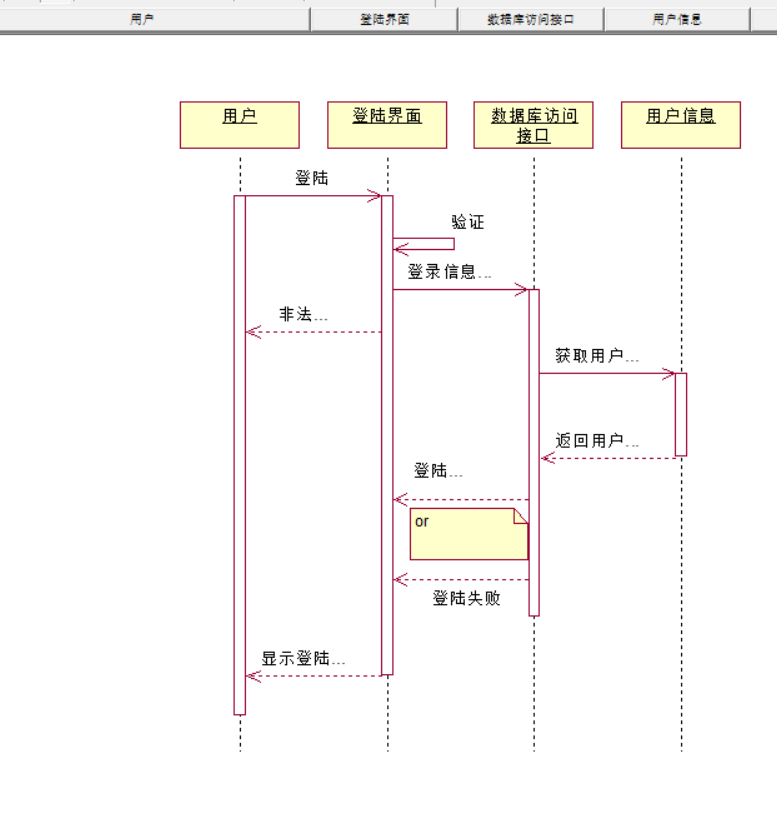 用户
登陆界面
数据库访问接口
用户信息
用户
登陆界面
数据库访问
接口
用户信息
登陆
验证
登录信息...
非法...
获取用户...
返回用户...
登陆...
or
登陆失败
显示登陆...